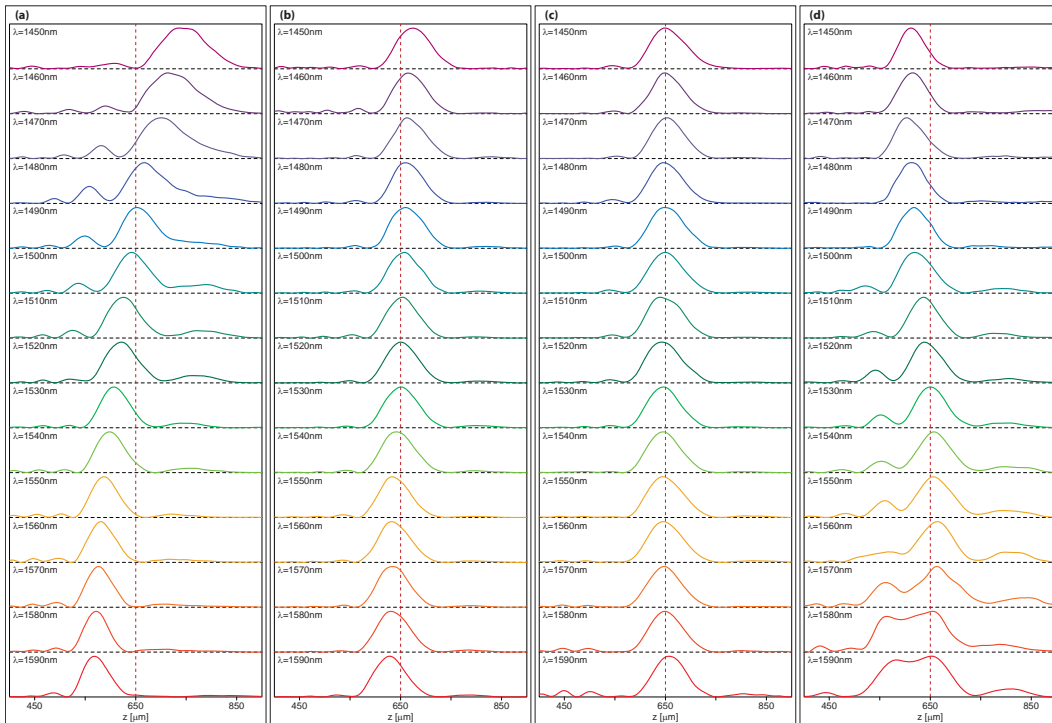 (a) (b) (c) (d)
λ=1450nm λ=1450nm λ=1450nm λ=1450nm
λ=1460nm λ=1460nm λ=1460nm λ=1460nm
λ=1470nm λ=1470nm λ=1470nm λ=1470nm
λ=1480nm λ=1480nm λ=1480nm λ=1480nm
λ=1490nm λ=1490nm λ=1490nm λ=1490nm
λ=1500nm λ=1500nm λ=1500nm λ=1500nm
λ=1510nm λ=1510nm λ=1510nm λ=1510nm
λ=1520nm λ=1520nm λ=1520nm λ=1520nm
λ=1530nm λ=1530nm λ=1530nm λ=1530nm
λ=1540nm λ=1540nm λ=1540nm λ=1540nm
λ=1550nm λ=1550nm λ=1550nm λ=1550nm
λ=1560nm λ=1560nm λ=1560nm λ=1560nm
λ=1570nm λ=1570nm λ=1570nm λ=1570nm
λ=1580nm λ=1580nm λ=1580nm λ=1580nm
λ=1590nm λ=1590nm λ=1590nm λ=1590nm
450 650 850 450 650 850 450 650 850 450 650 850
z [μm] z [μm] z [μm] z [μm]